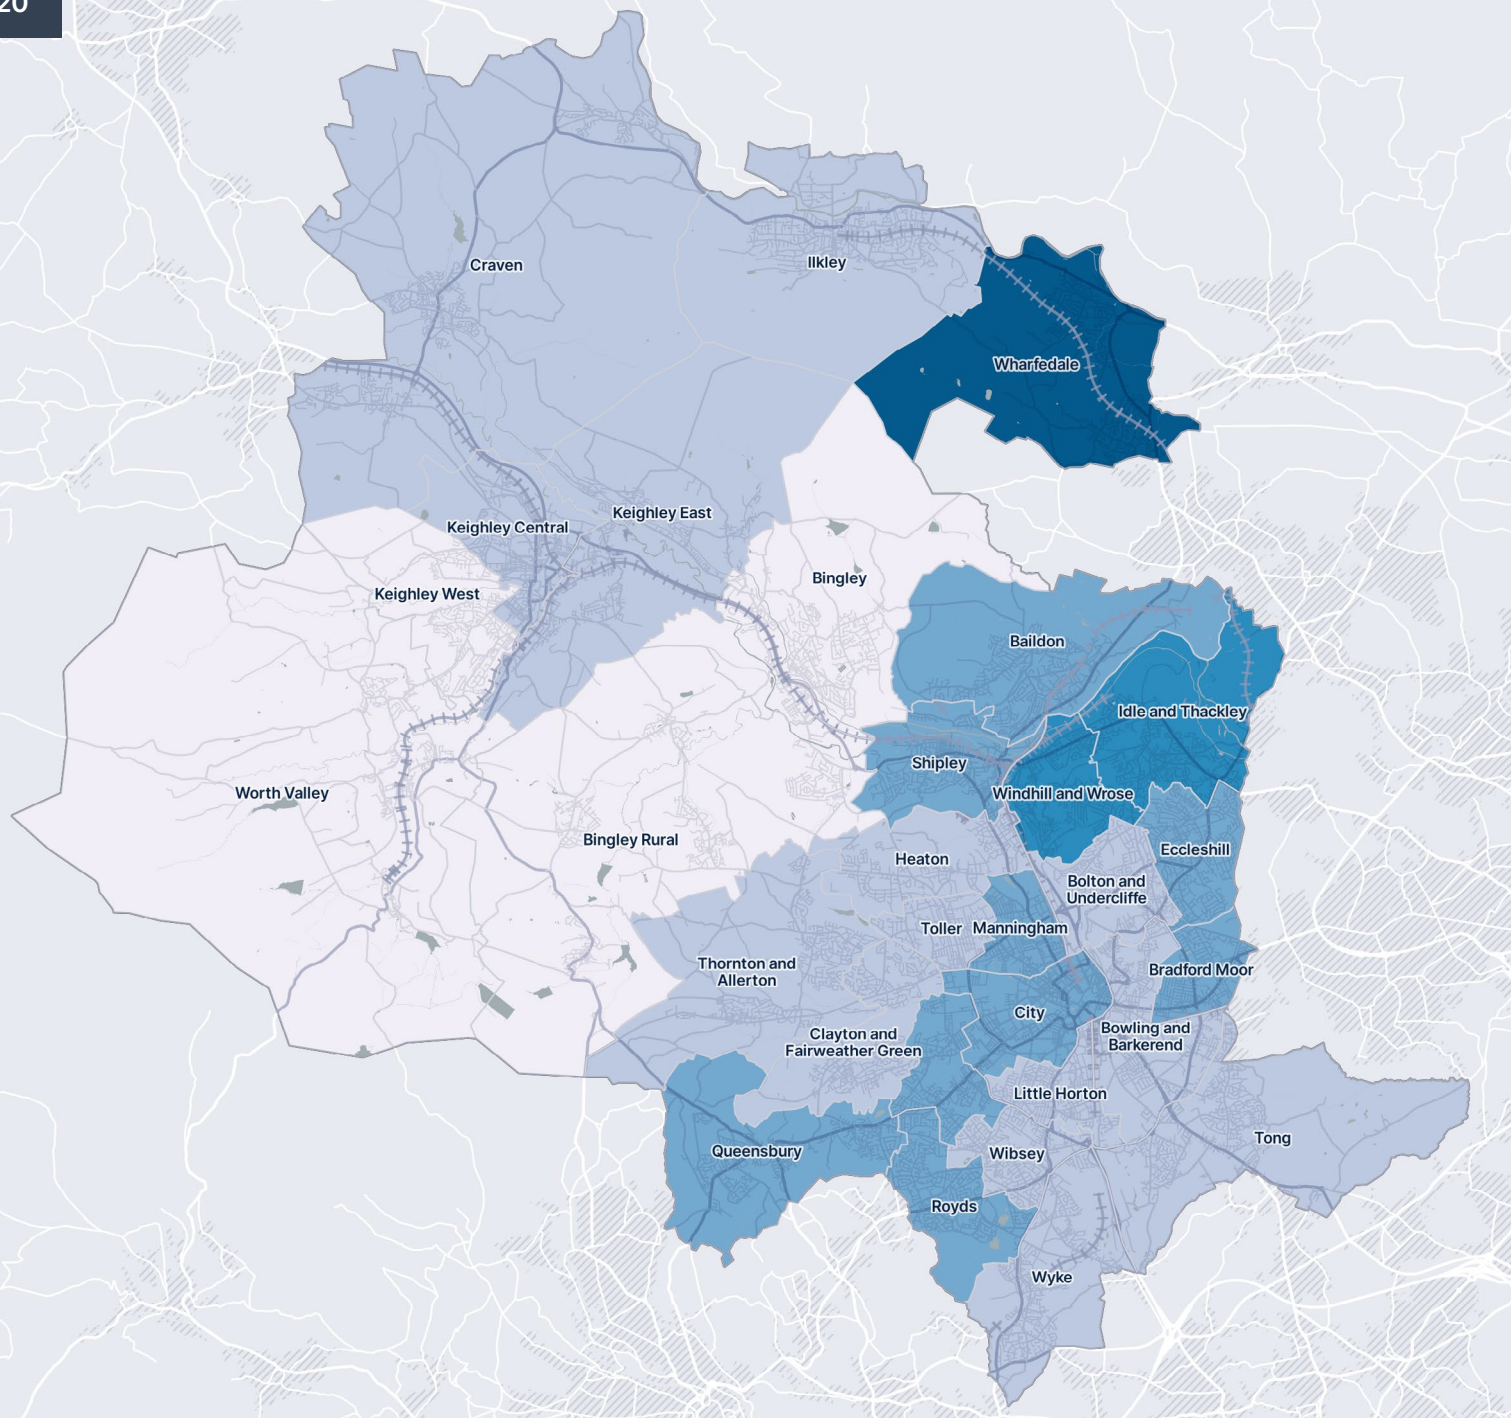 20
Craven
Ilkley
Wharfedale
Keighley East
Keighley Central
Bingley
Keighley West
Baildon
Idle and Thackley
Shipley
Worth Valley
Windhill and Wrose
Bingley Rural
Eccleshill
Heaton
Bolton and
Undercliffe
Toller
Manningham
Thornton and
Allerton
Bradford Moor
City
Clayton and
Fairweather Green
Bowling and
Barkerend
Little Horton
Tong
Queensbury
Wibsey
Royds
Wyke